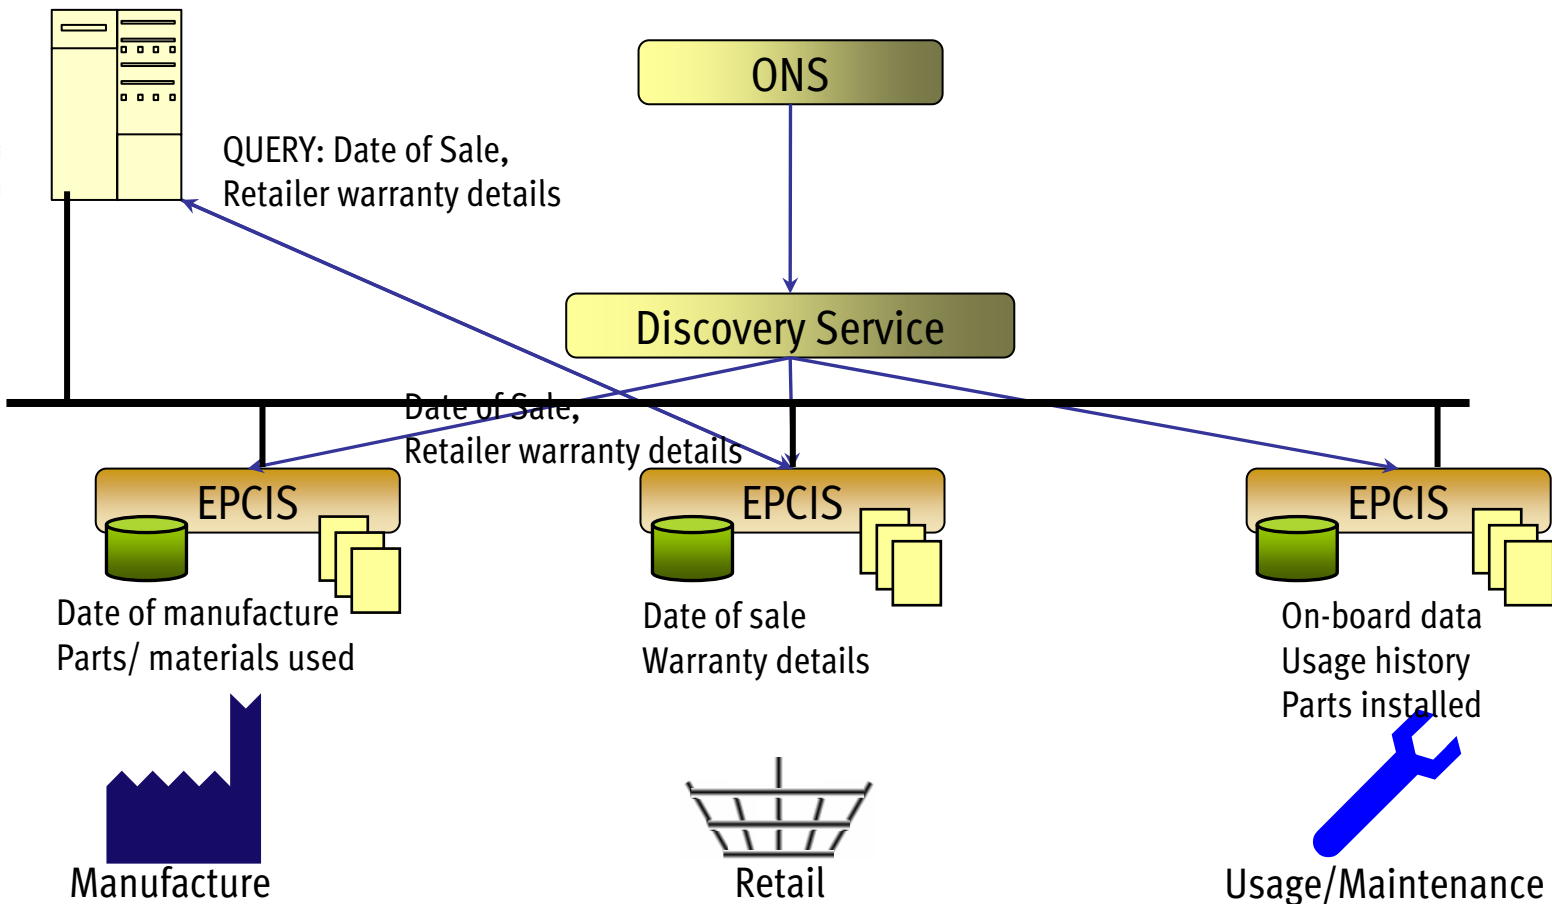 ONS
QUERY: Date of Sale,
Retailer warranty details
Discovery Service
Date of Sale,
Retailer warranty details
EPCIS
EPCIS
EPCIS
Date of manufacture
Parts/ materials used
Date of sale
Warranty details
On-board data
Usage history
Parts installed
Manufacture
Retail
Usage/Maintenance